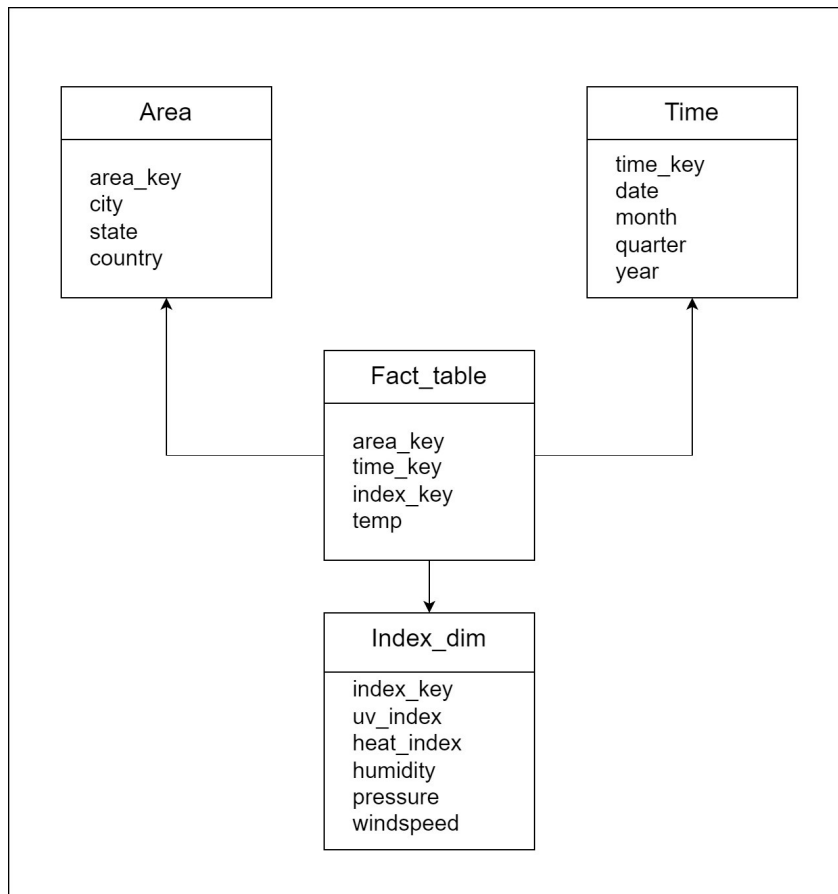 Area
area_key
city
state
country
Time
time_key
date
month
quarter
year
Fact_table
area_key
time_key
index_key
temp
Index_dim
index_key
uv_index
heat_index
humidity
pressure
windspeed